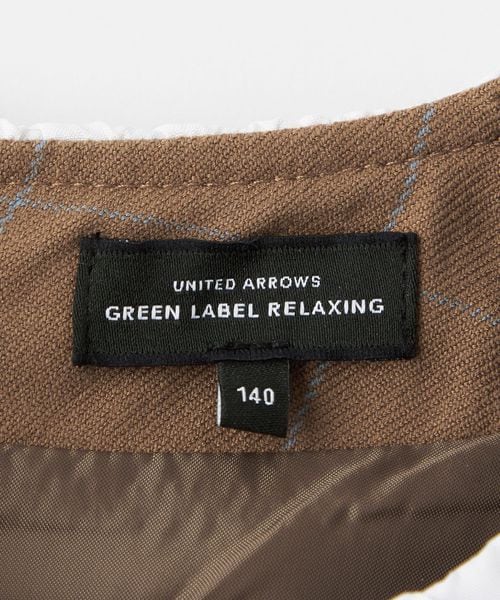 UNITED ARROWS
GREEN LABEL RELAXING
140